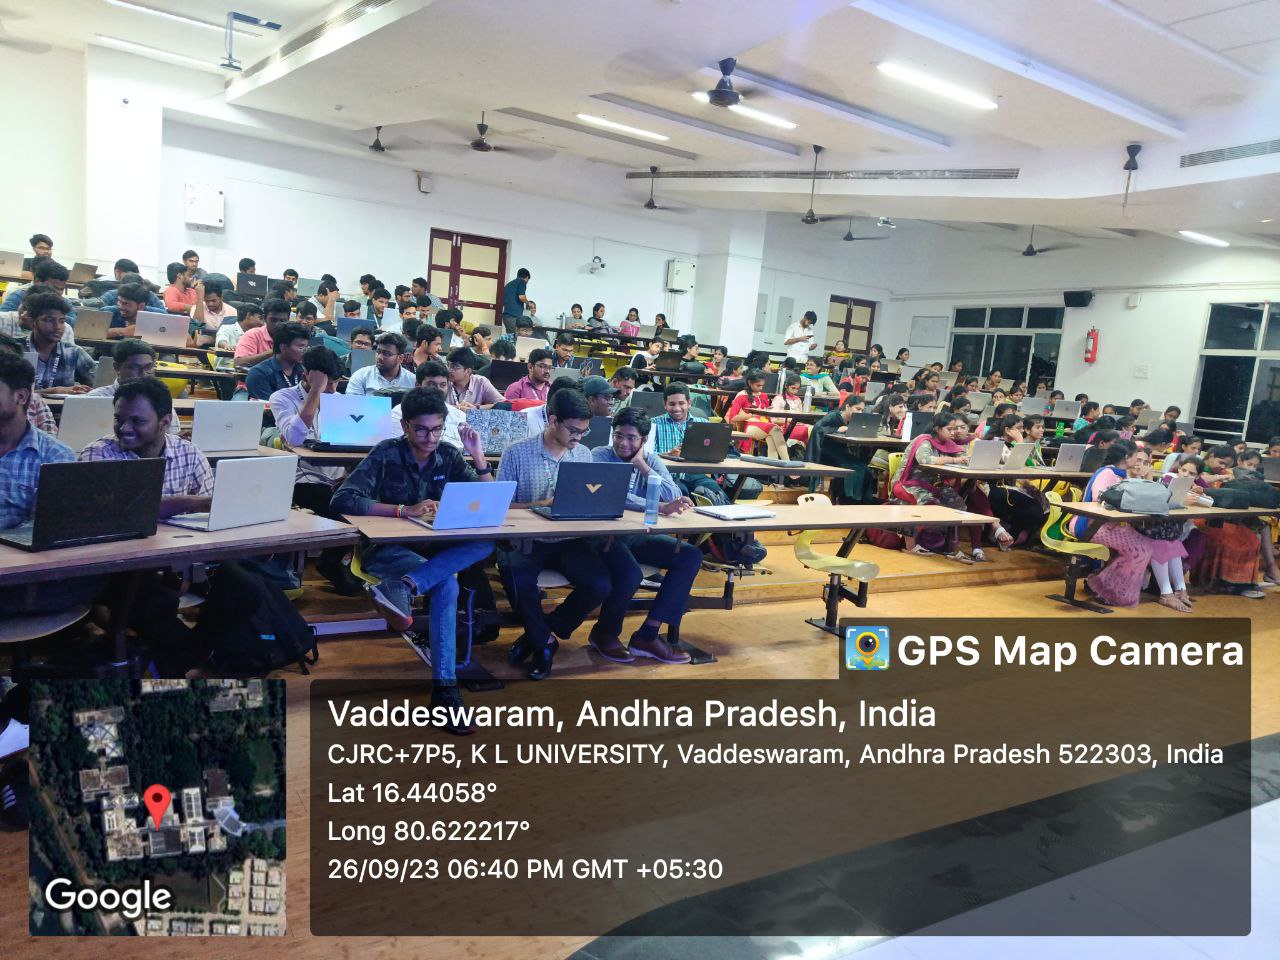 GPS Map Camera
Vaddeswaram, Andhra Pradesh, India
CJRC+7P5, K L UNIVERSITY, Vaddeswaram, Andhra Pradesh 522303, India
Lat 16.44058°
Long 80.622217°
26/09/23 06:40 PM GMT +05:30
Google